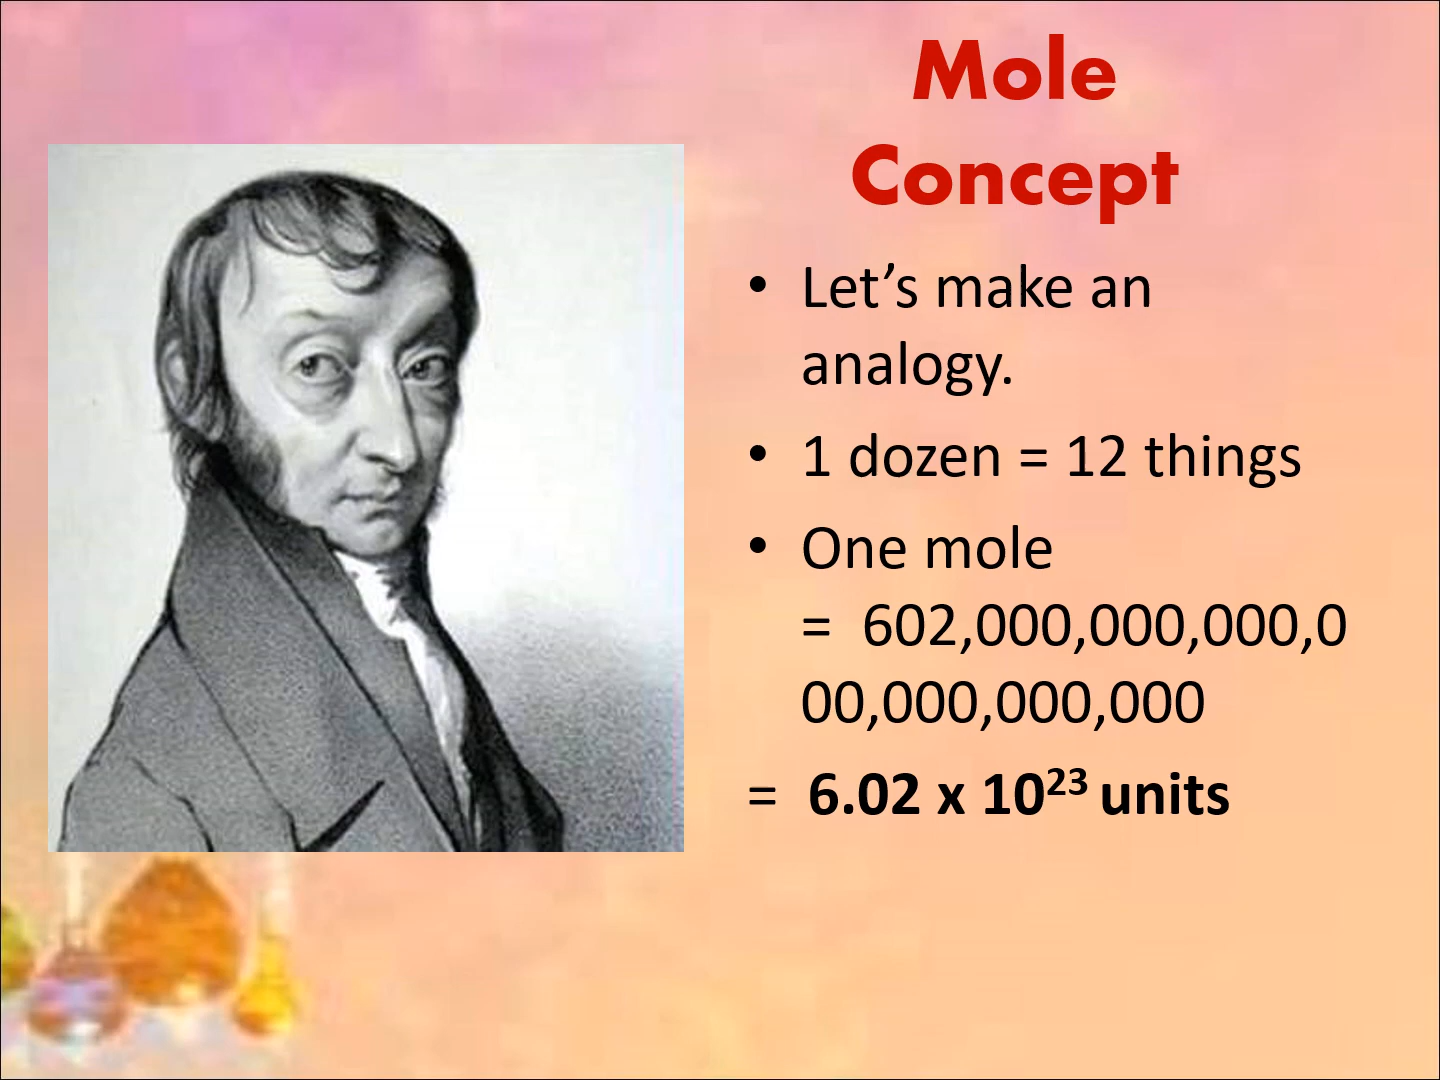 Mole
Concept
• Let’s make an
analogy.
• 1 dozen = 12 things
• One mole
= 602,000,000,000,0
00,000,000,000
= 6.02 x 10²³ units